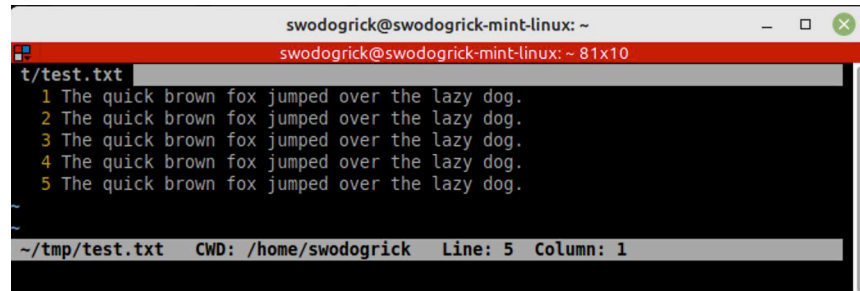 swodogrick@swodogrick-mint-linux: ~
swodogrick@swodogrick-mint-linux: ~ 81x10
t/test.txt
1 The quick brown fox jumped over the lazy dog.
2 The quick brown fox jumped over the lazy dog.
3 The quick brown fox jumped over the lazy dog.
4 The quick brown fox jumped over the lazy dog.
5 The quick brown fox jumped over the lazy dog.
~
~
~/tmp/test.txt   CWD: /home/swodogrick   Line: 5  Column: 1